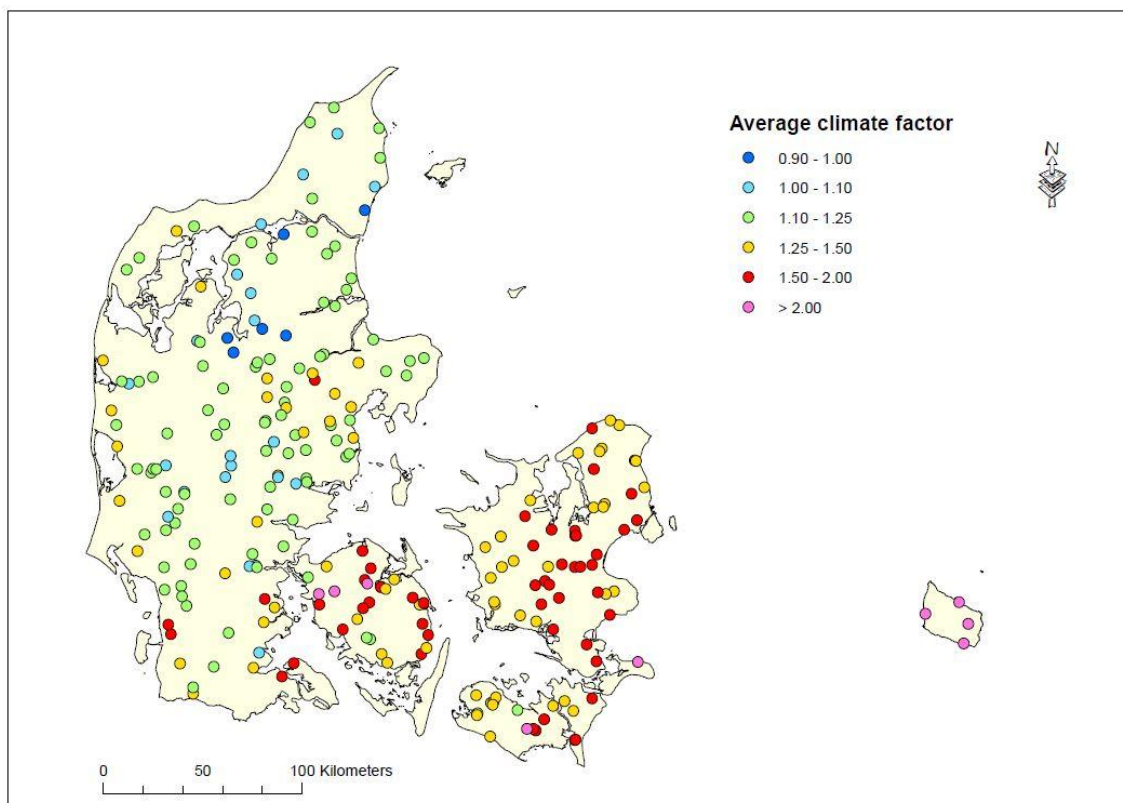 Average climate factor
0.90 - 1.00
1.00 - 1.10
1.10 - 1.25
1.25 - 1.50
1.50 - 2.00
> 2.00
N
0 50 100 Kilometers